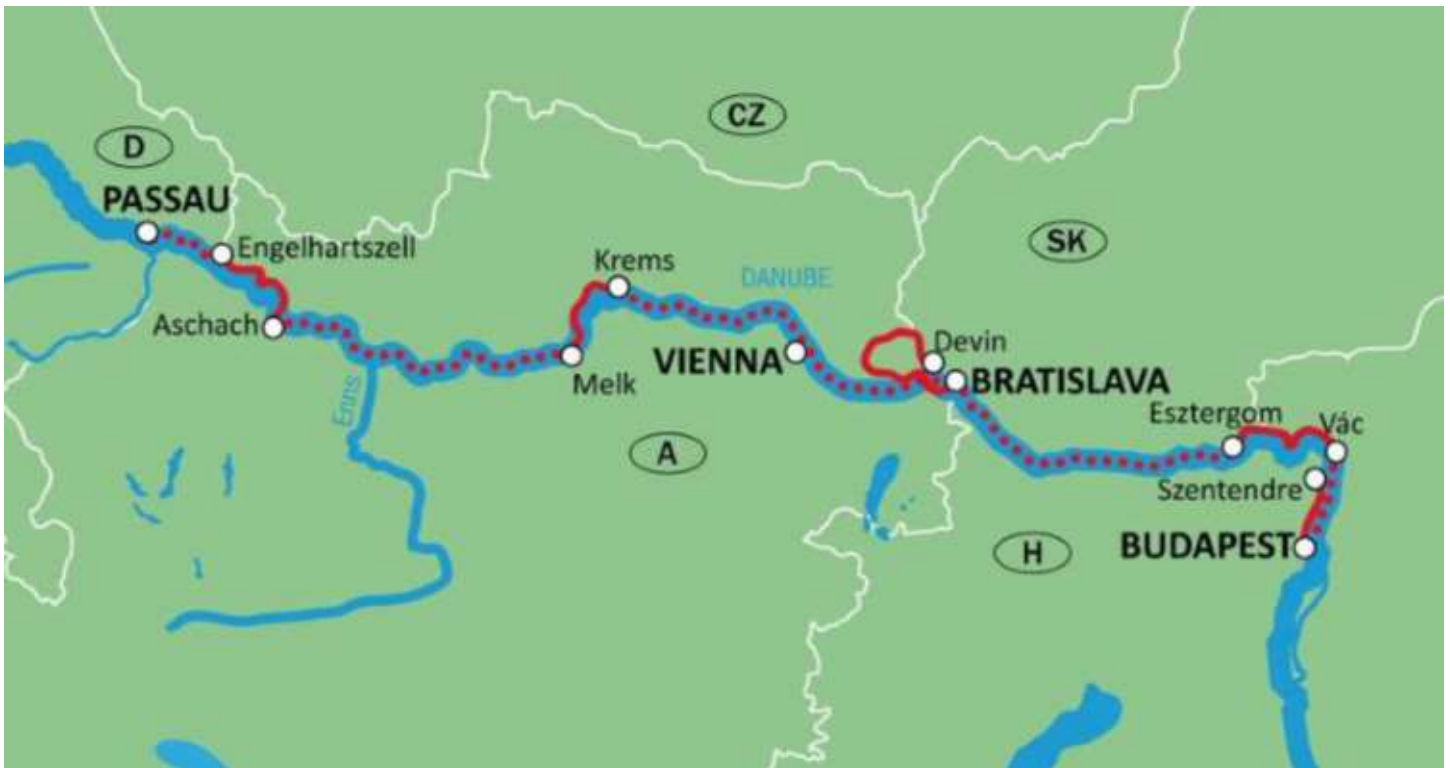 CZ
D
PASSAU
Engelhartszell
SK
Krems
DANUBE
Aschach
Devin
VIENNA
BRATISLAVA
Melk
Enns
Esztergom
Vác
A
Szentendre
H
BUDAPEST